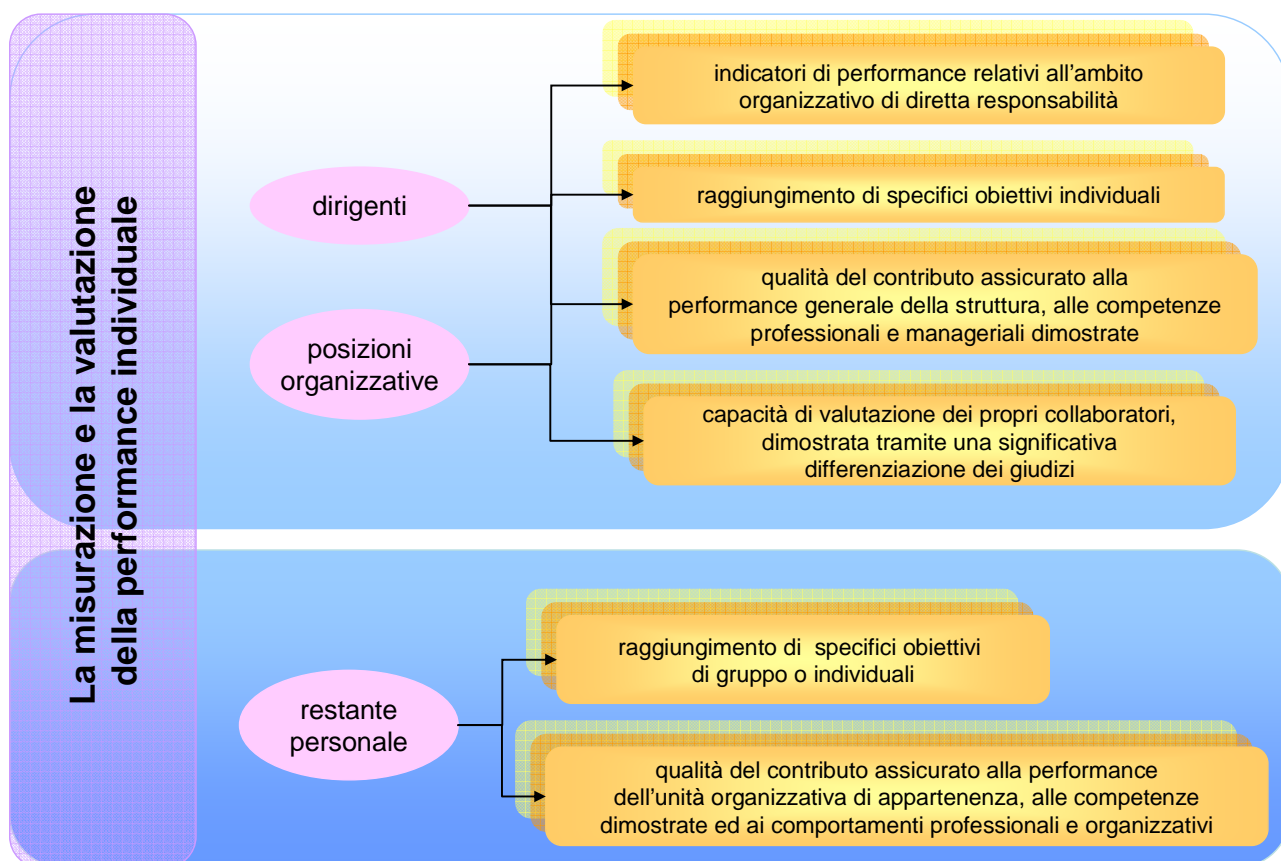 La misurazione e la valutazione
della performance individuale
dirigenti
posizioni
organizzative
indicatori di performance relativi all'ambito
organizzativo di diretta responsabilità
raggiungimento di specifici obiettivi individuali
qualità del contributo assicurato alla
performance generale della struttura, alle competenze
professionali e manageriali dimostrate
capacità di valutazione dei propri collaboratori,
dimostrata tramite una significativa
differenziazione dei giudizi
restante
personale
raggiungimento di  specifici obiettivi
di gruppo o individuali
qualità del contributo assicurato alla performance
dell'unità organizzativa di appartenenza, alle competenze
dimostrate ed ai comportamenti professionali e organizzativi